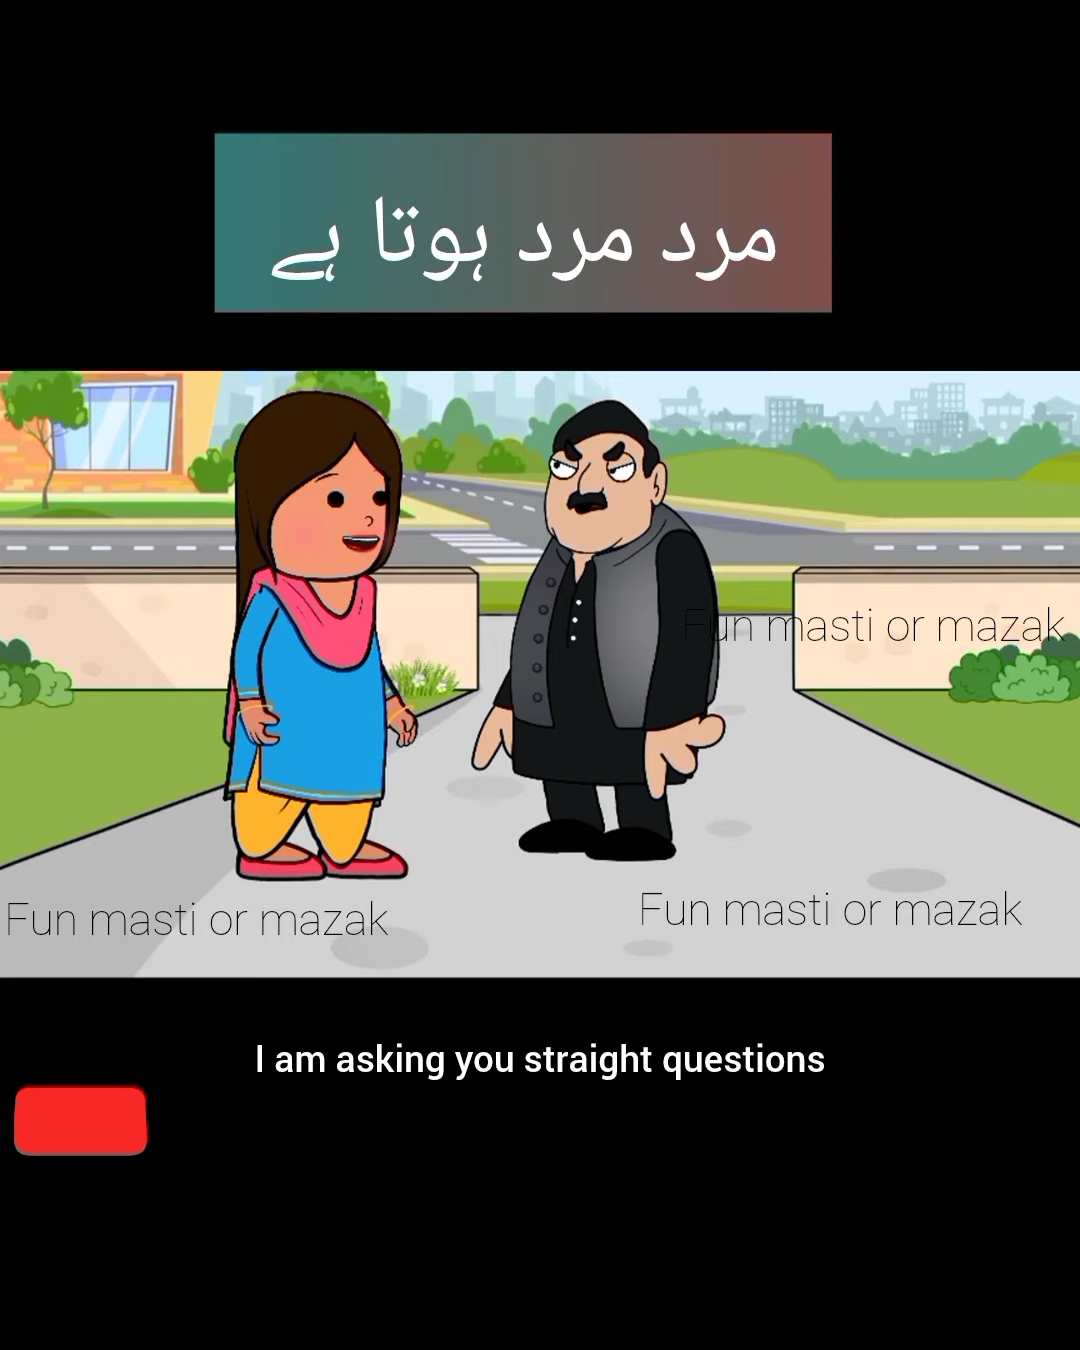 مرد مرد ہوتا ہے
Fun masti or mazak
Fun masti or mazak
Fun masti or mazak
I am asking you straight questions